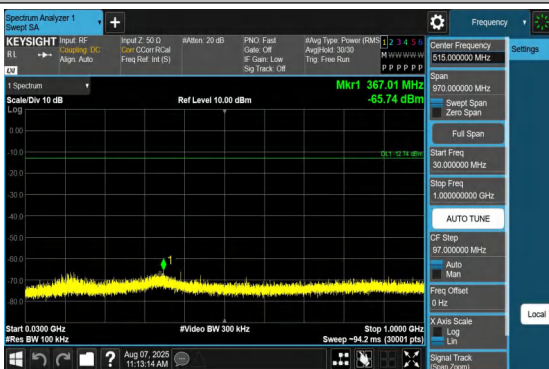 Spectrum Analyzer 1
Swept SA
Frequency
KEYSIGHT
Input: RF
Input Z: 50 Ω
#Atten: 20 dB
PNO: Fast
#Avg Type: Power (RMS
1 2 3 4 5 6
RL
Coupling: DC
Corr CCorr RCal
Gate: Off
Avg|Hold: 30/30
M W W W W W
Align: Auto
Freq Ref: Int (S)
IF Gain: Low
Trig: Free Run
P P P P P P
Sig Track: Off
Center Frequency
515.000000 MHz
Settings
1 Spectrum
Mkr1 367.01 MHz
Scale/Div 10 dB
Ref Level 10.00 dBm
-65.74 dBm
Log
0.00
-10.0
-20.0
-30.0
-40.0
-50.0
-60.0
-70.0
-80.0
DL1 -12.74 dBm
1
Start 0.0300 GHz
#Video BW 300 kHz
Stop 1.0000 GHz
#Res BW 100 kHz
Sweep ~94.2 ms (30001 pts)
Span
970.000000 MHz
Swept Span
Zero Span
Full Span
Start Freq
30.000000 MHz
Stop Freq
1.000000000 GHz
AUTO TUNE
CF Step
97.000000 MHz
Auto
Man
Freq Offset
0 Hz
X Axis Scale
Log
Lin
Signal Track
(Span Zoom)
Local
?
Aug 07, 2025
11:13:14 AM